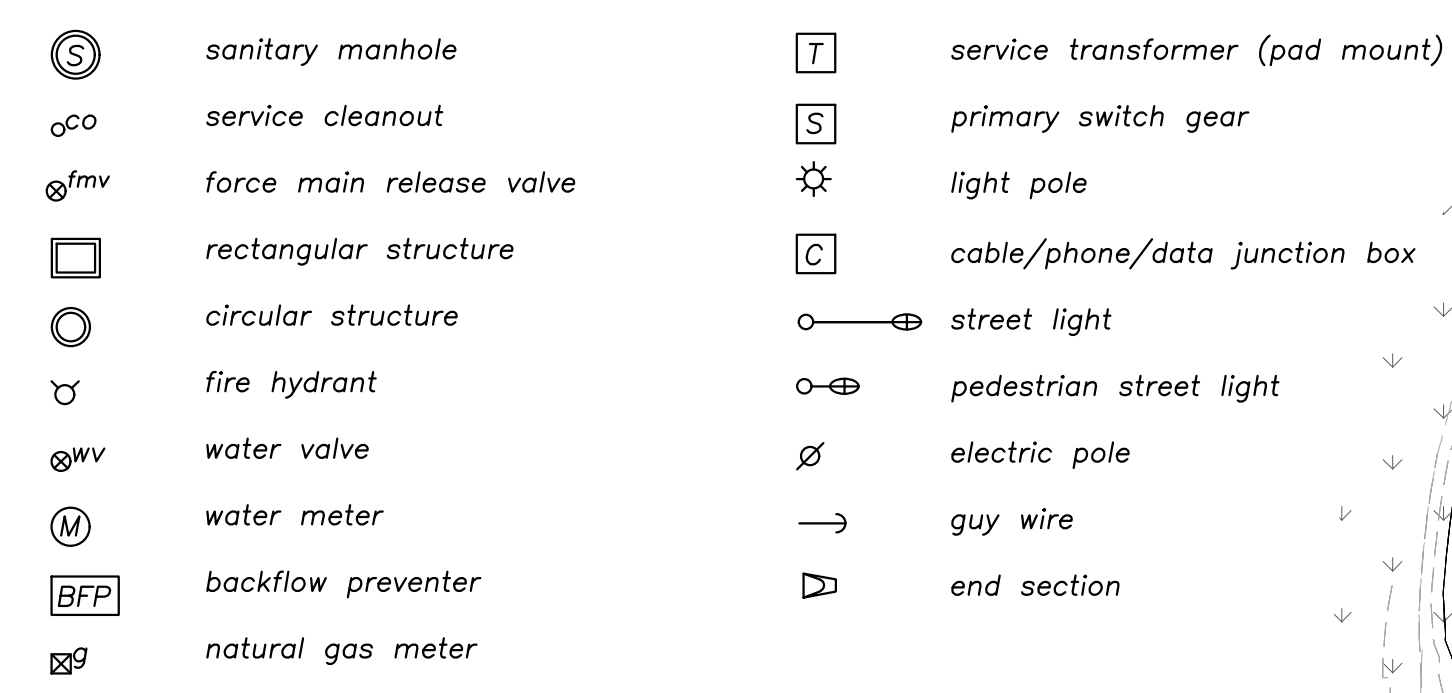 S sanitary manhole
co service cleanout
fmv force main release valve
rectangular structure
circular structure
fire hydrant
wv water valve
M water meter
BFP backflow preventer
g natural gas meter
T service transformer (pad mount)
S primary switch gear
light pole
C cable/phone/data junction box
street light
pedestrian street light
electric pole
guy wire
end section